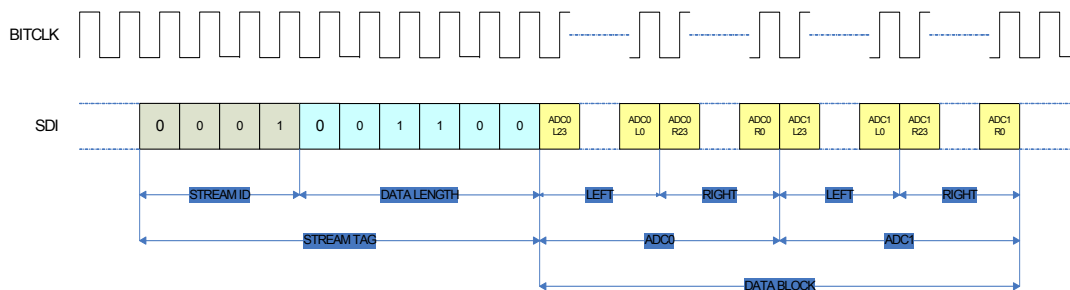 BITCLK
SDI
0 0 0 1 0 0 1 1 0 0
ADC0
L23
ADC0
L0
ADC0
R23
ADC0
R0
ADC1
L23
ADC1
L0
ADC1
R23
ADC1
R0
STREAM ID
DATA LENGTH
LEFT
RIGHT
LEFT
RIGHT
STREAM TAG
ADC0
ADC1
DATA BLOCK